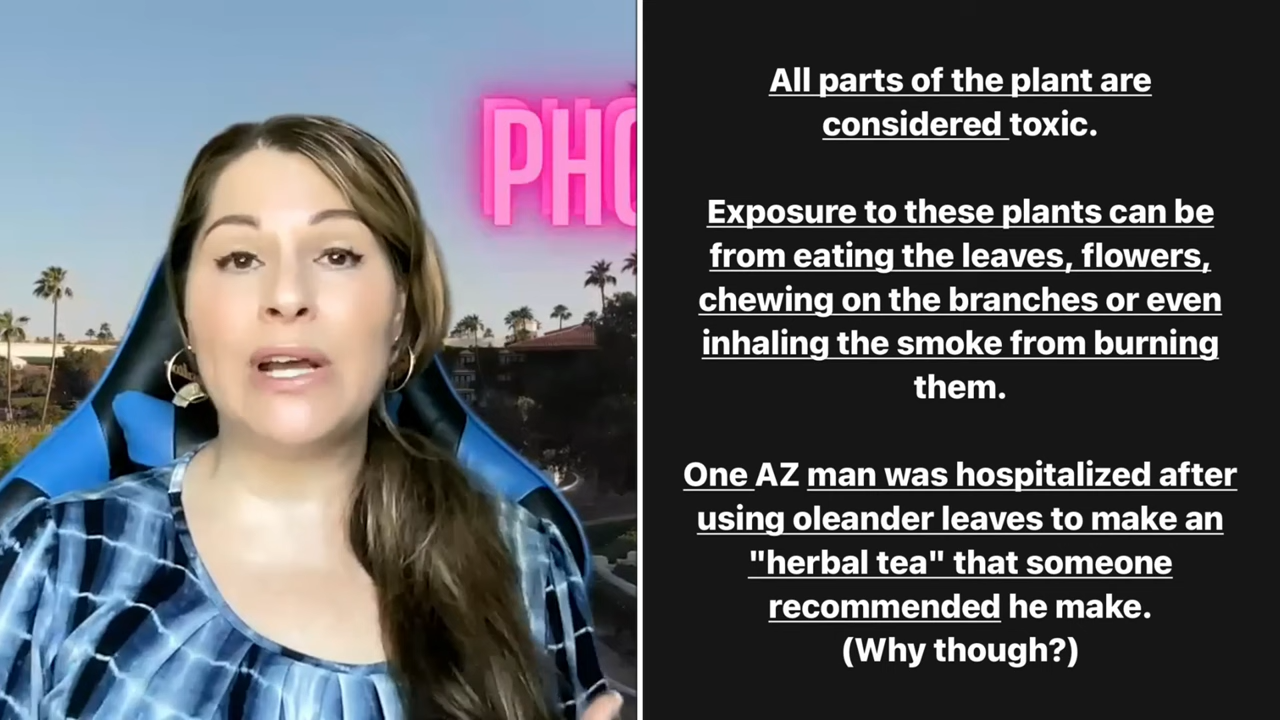 PHO
All parts of the plant are
considered toxic.
Exposure to these plants can be
from eating the leaves, flowers,
chewing on the branches or even
inhaling the smoke from burning
them.
One AZ man was hospitalized after
using oleander leaves to make an
"herbal tea" that someone
recommended he make.
(Why though?)